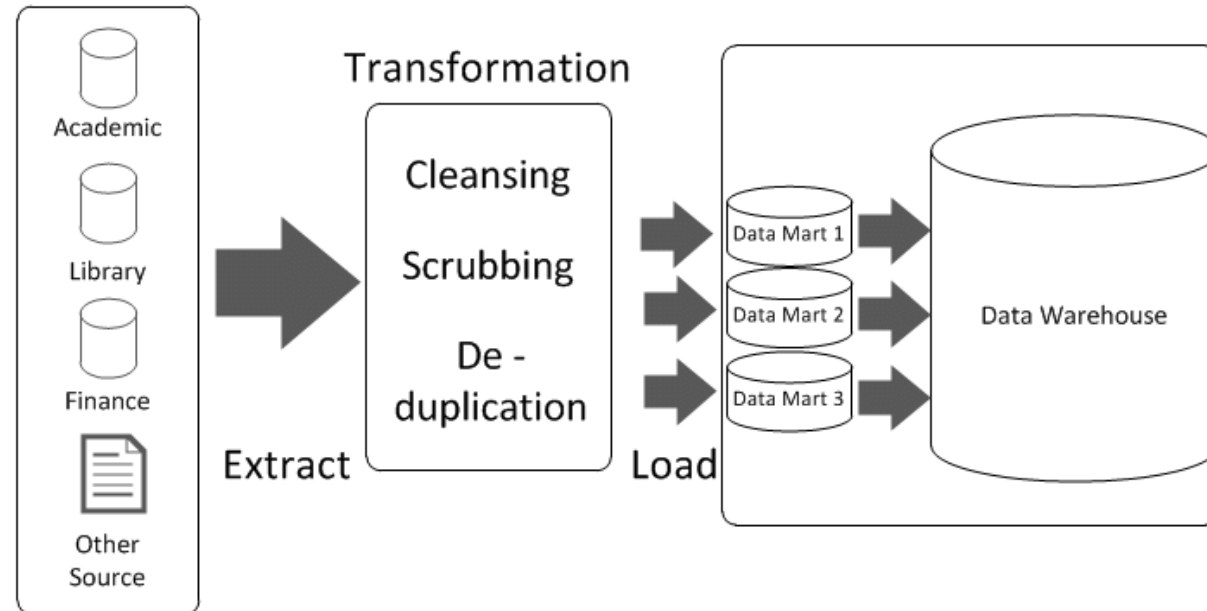 Academic
Library
Finance
Other
Source
Extract
Transformation
Cleansing
Scrubbing
De -
duplication
Load
Data Mart 1
Data Mart 2
Data Mart 3
Data Warehouse